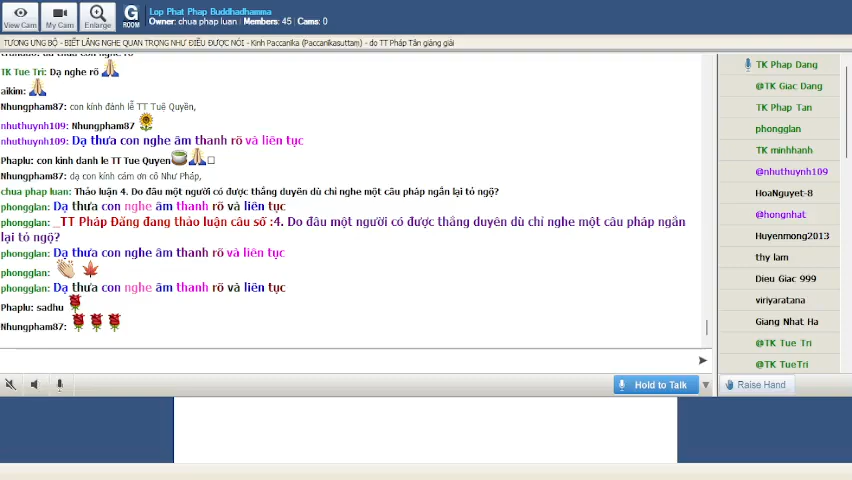 Lop Phat Phap Buddhadhamma
Owner: chua phap luan | Members: 45 | Cams: 0
View Cam
My Cam
Enlarge
G
ROOM
TƯƠNG ƯNG BỘ - BIẾT LẮNG NGHE QUAN TRỌNG NHƯ ĐIỀU ĐƯỢC NÓI - Kinh Paccanika (Paccanikasuttaṃ) - do TT Pháp Tân giảng giải
TK Tue Tri: Dạ nghe rõ
aikim:
Nhungpham87: con kính đảnh lễ TT Tuệ Quyền,
nhuthuynh109: Nhungpham87
nhuthuynh109: Dạ thưa con nghe âm thanh rõ và liên tục
Phaplu: con kinh danh le TT Tue Quyen
Nhungpham87: dạ con kính cám ơn cô Như Pháp,
chua phap luan: Thảo luận 4. Do đâu một người có được thắng duyên dù chỉ nghe một câu pháp ngắn lại tỏ ngộ?
phongglan: Dạ thưa con nghe âm thanh rõ và liên tục
phongglan: _TT Pháp Đăng đang thảo luận câu số :4. Do đâu một người có được thắng duyên dù chỉ nghe một câu pháp ngắn
lại tỏ ngộ?
phongglan: Dạ thưa con nghe âm thanh rõ và liên tục
phongglan:
phongglan: Dạ thưa con nghe âm thanh rõ và liên tục
Phaplu: sadhu
Nhungpham87:
Hold to Talk
TK Phap Dang
@TK Giac Dang
TK Phap Tan
phongglan
TK minhhanh
@nhuthuynh109
HoaNguyet-8
@hongnhat
Huyenmong2013
thy lam
Dieu Giac 999
viriyaratana
Giang Nhat Ha
@TK Tue Tri
@TK TueTri
Raise Hand